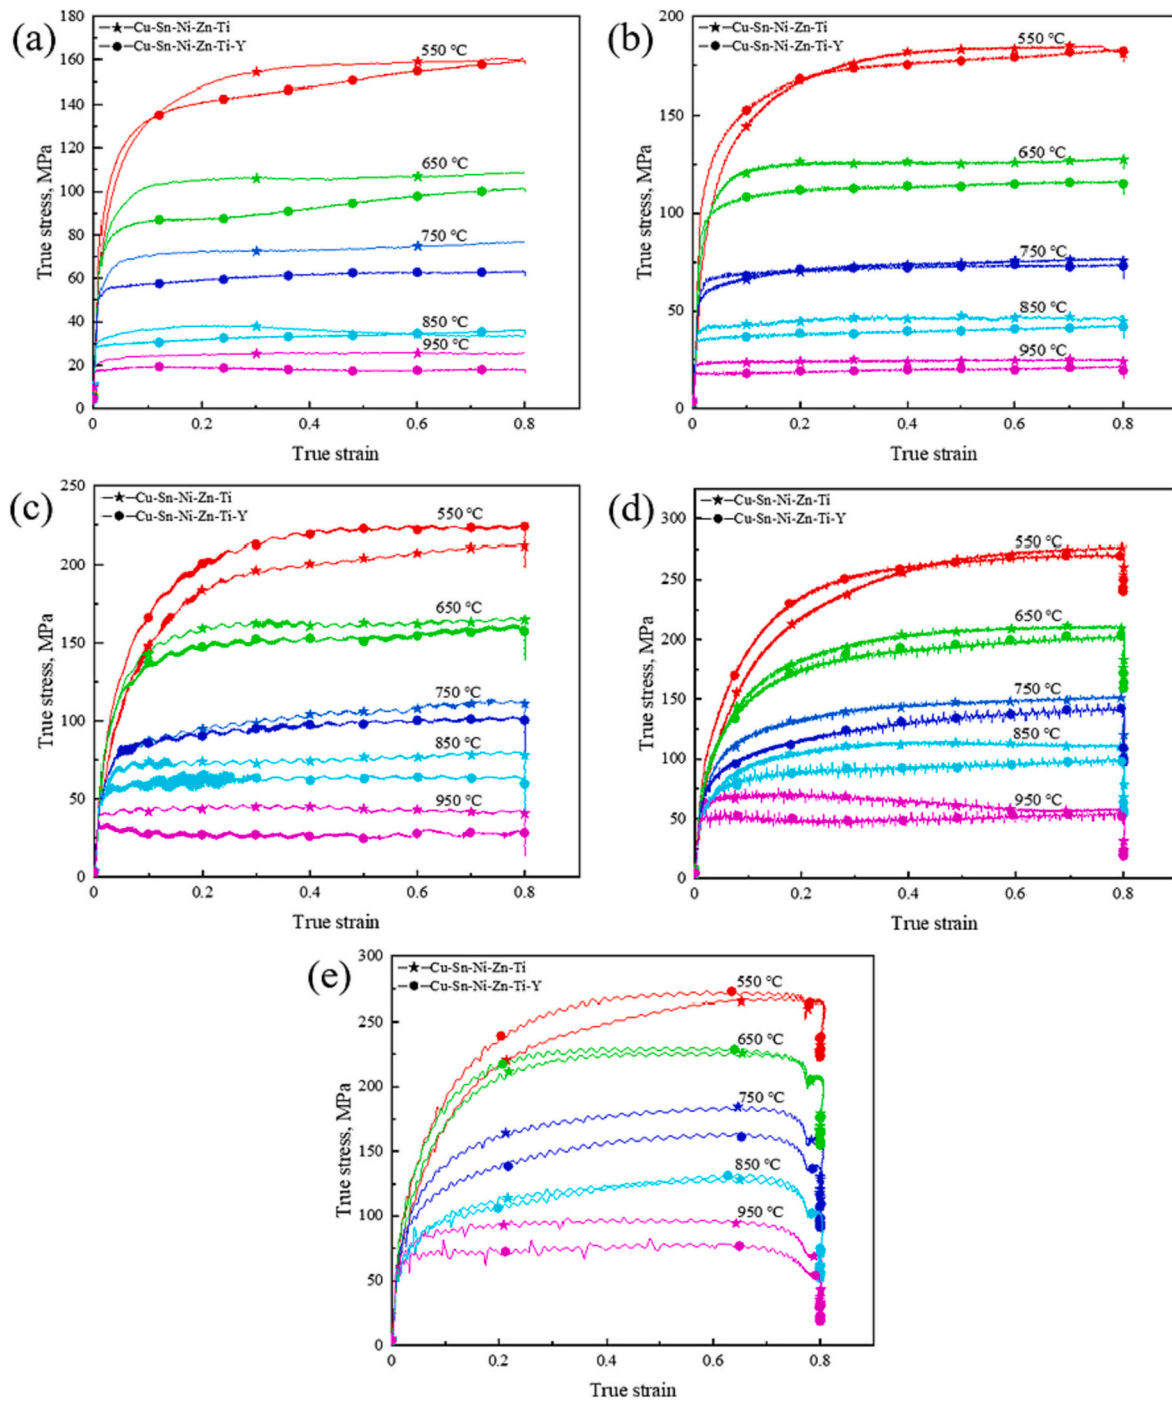 (a)
Cu-Sn-Ni-Zn-Ti
Cu-Sn-Ni-Zn-Ti-Y
550 ℃
650 ℃
750 ℃
850 ℃
950 ℃
180
160
140
120
100
80
60
40
20
0
0 0.2 0.4 0.6 0.8
True stress, MPa
True strain
(b)
Cu-Sn-Ni-Zn-Ti
Cu-Sn-Ni-Zn-Ti-Y
550 ℃
650 ℃
750 ℃
850 ℃
950 ℃
200
150
100
50
0
0 0.2 0.4 0.6 0.8
True stress, MPa
True strain
(c)
Cu-Sn-Ni-Zn-Ti
Cu-Sn-Ni-Zn-Ti-Y
550 ℃
650 ℃
750 ℃
850 ℃
950 ℃
250
200
150
100
50
0
0 0.2 0.4 0.6 0.8
True stress, MPa
True strain
(d)
Cu-Sn-Ni-Zn-Ti
Cu-Sn-Ni-Zn-Ti-Y
550 ℃
650 ℃
750 ℃
850 ℃
950 ℃
300
250
200
150
100
50
0
0 0.2 0.4 0.6 0.8
True stress, MPa
True strain
(e)
Cu-Sn-Ni-Zn-Ti
Cu-Sn-Ni-Zn-Ti-Y
550 ℃
650 ℃
750 ℃
850 ℃
950 ℃
300
250
200
150
100
50
0
0 0.2 0.4 0.6 0.8
True stress, MPa
True strain